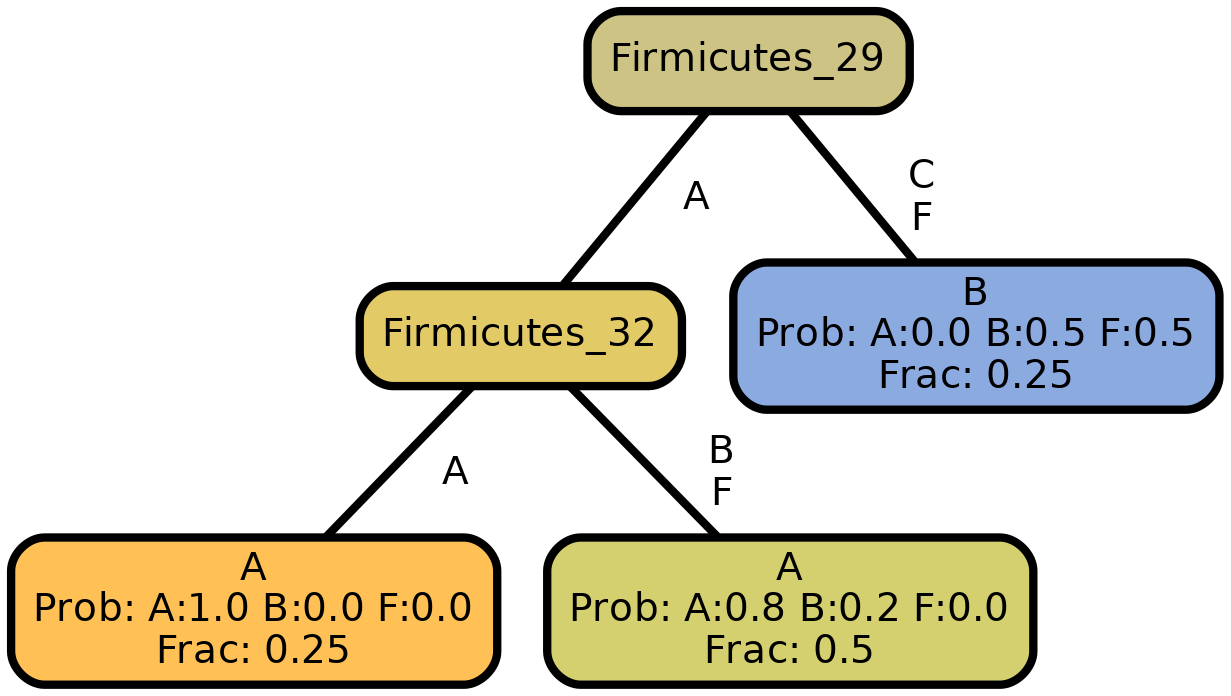 Firmicutes_29
A
C
F
Firmicutes_32
B
Prob: A:0.0 B:0.5 F:0.5
Frac: 0.25
A
B
F
A
Prob: A:1.0 B:0.0 F:0.0
Frac: 0.25
A
Prob: A:0.8 B:0.2 F:0.0
Frac: 0.5